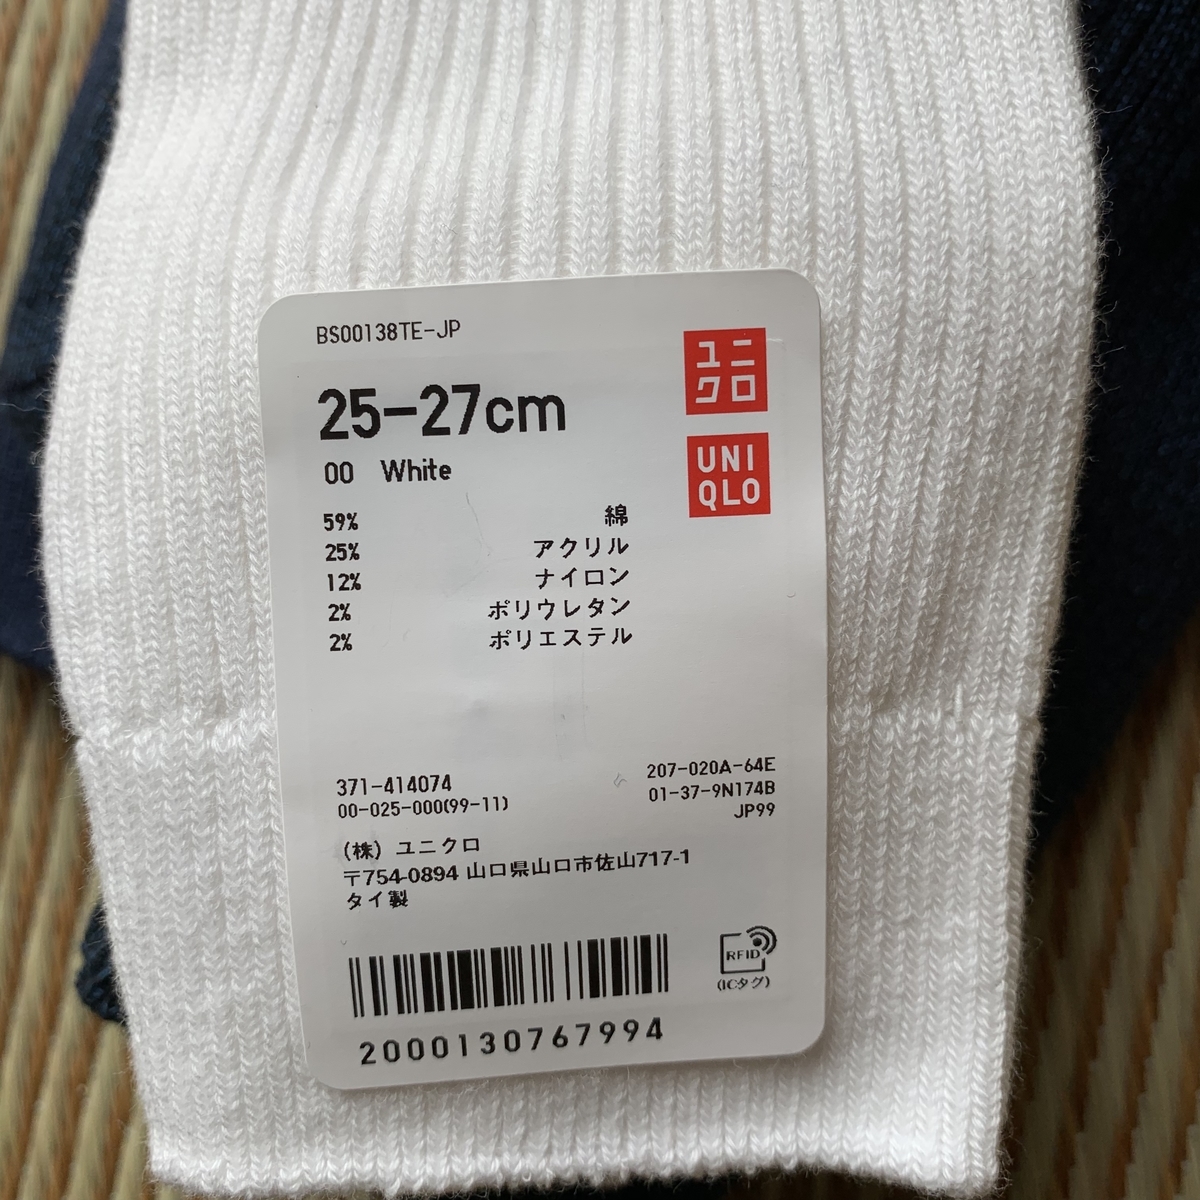 BS00138TE-JP
ユニ
クロ
25-27cm
00 White
UNI
QLO
59% 綿
25% アクリル
12% ナイロン
2% ポリウレタン
2% ポリエステル
371-414074
00-025-000(99-11)
207-020A-64E
01-37-9N174B
JP99
(株) ユニクロ
〒754-0894 山口県山口市佐山717-1
タイ製
RFID
(ICタグ)
2000130767994